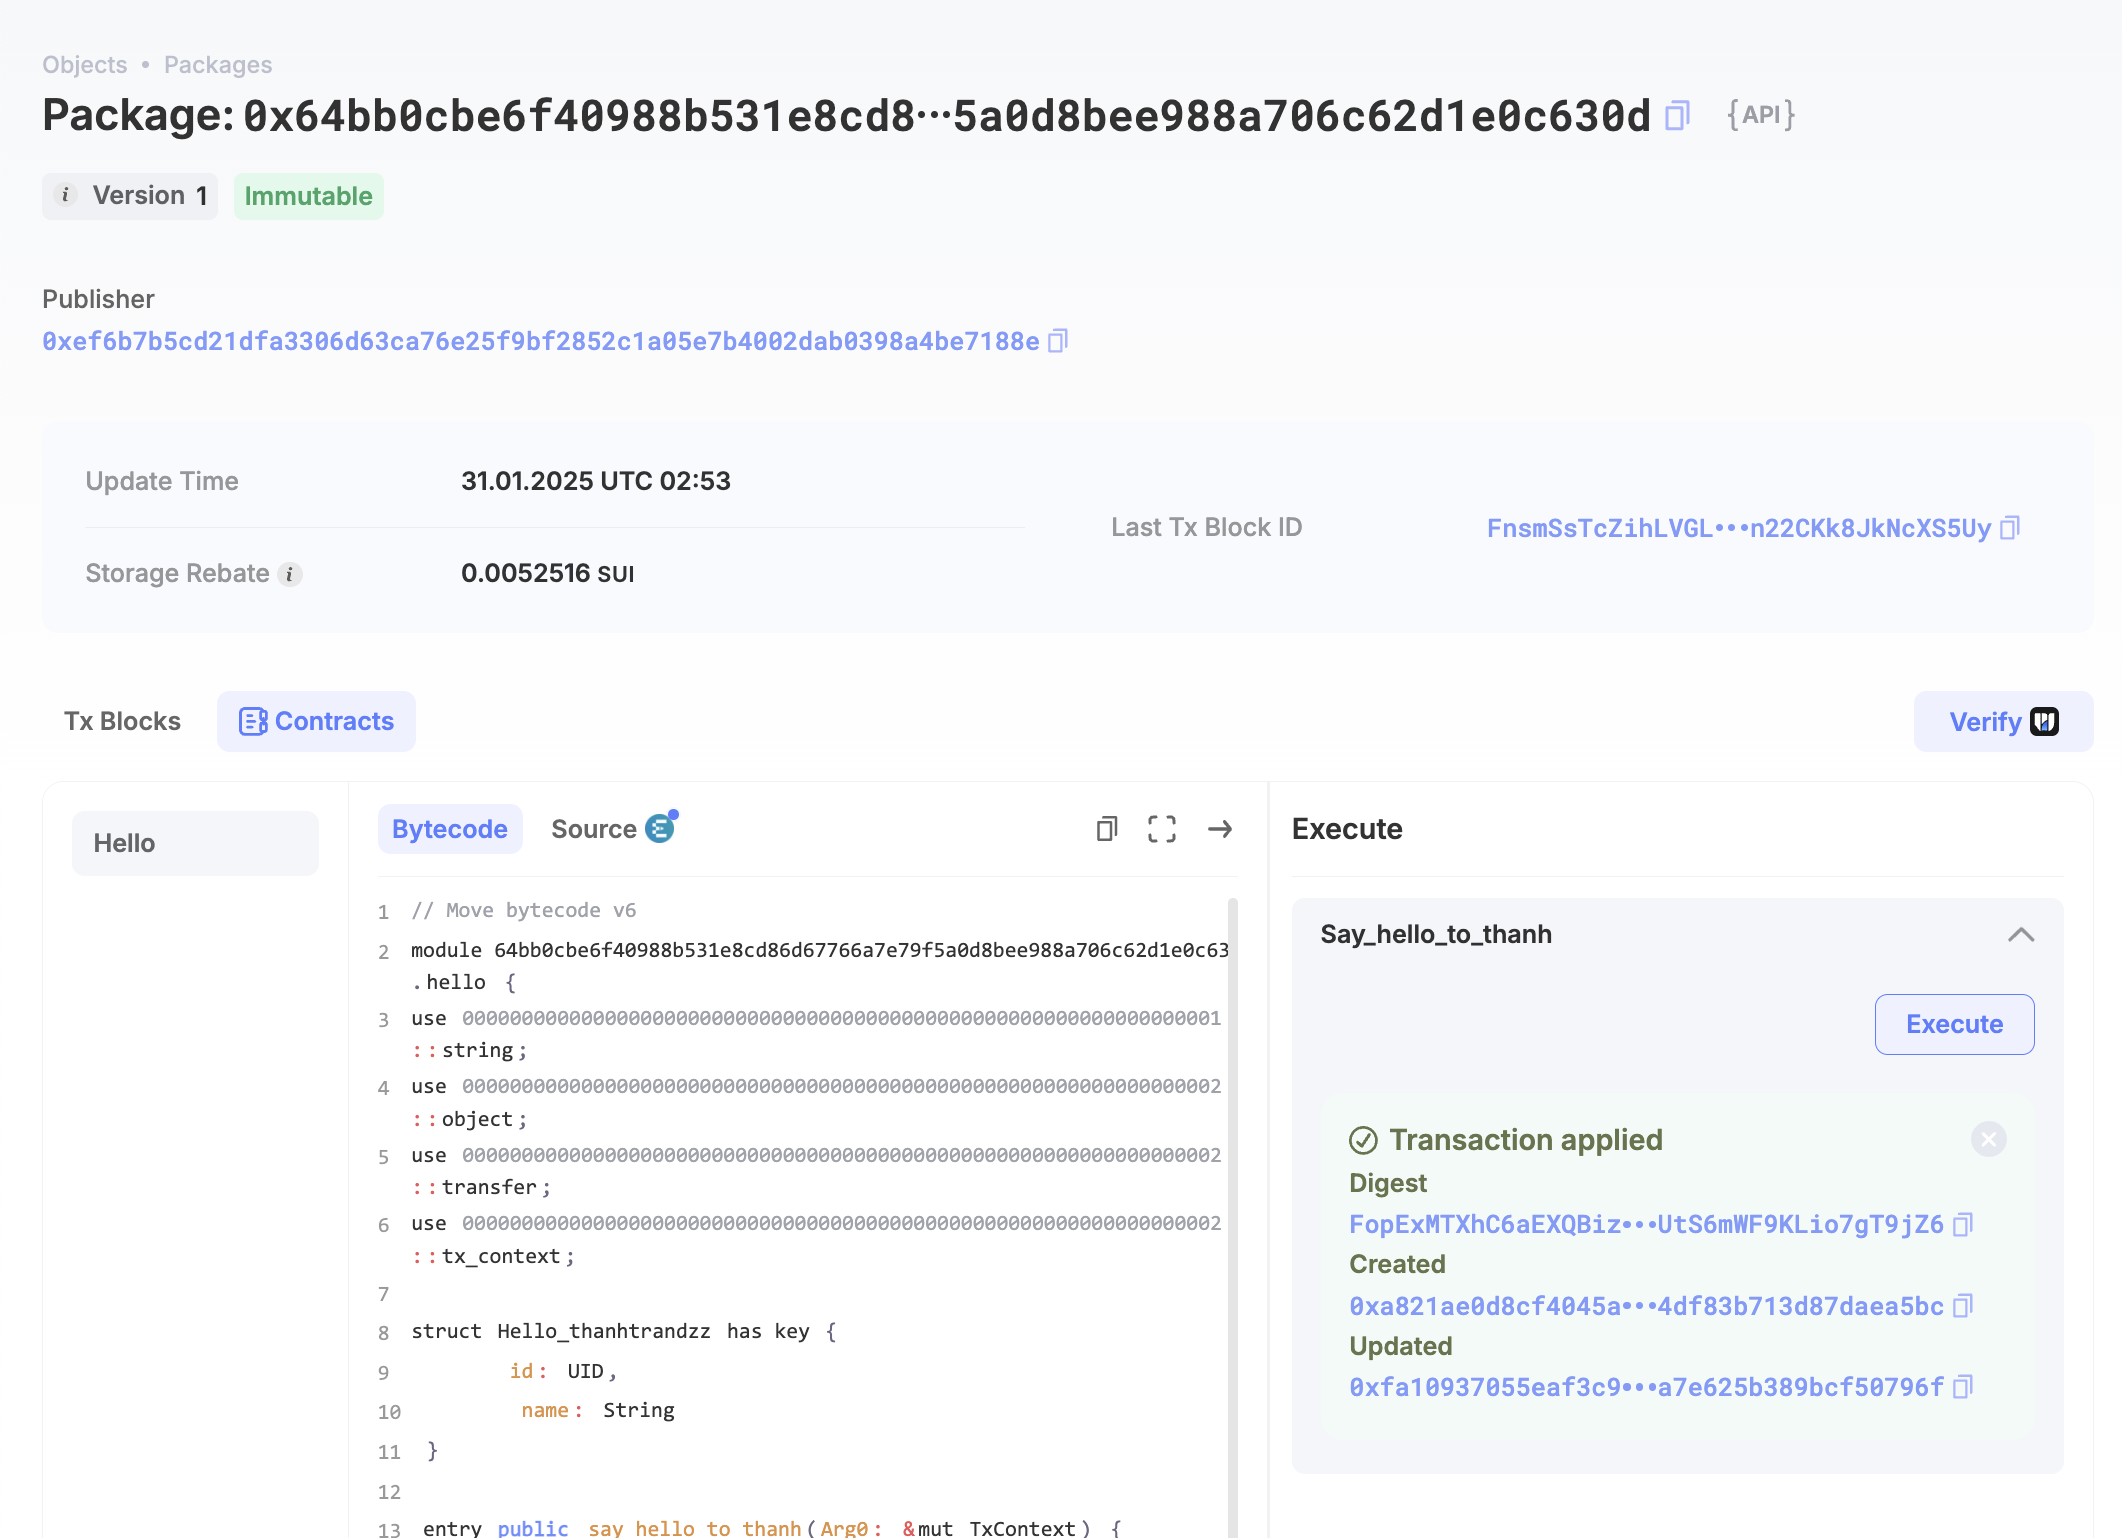 Objects • Packages
Package: 0x64bb0cbe6f40988b531e8cd8···5a0d8bee988a706c62d1e0c630d {API}
i Version 1 Immutable
Publisher
0xef6b7b5cd21dfa3306d63ca76e25f9bf2852c1a05e7b4002dab0398a4be7188e
Update Time 31.01.2025 UTC 02:53
Last Tx Block ID FnsmSsTcZihLVGL•••n22CKk8JkNcXS5Uy
Storage Rebate i 0.0052516 SUI
Tx Blocks Contracts Verify
Hello
Bytecode Source
1 // Move bytecode v6
2 module 64bb0cbe6f40988b531e8cd86d67766a7e79f5a0d8bee988a706c62d1e0c63
.hello {
3 use 0000000000000000000000000000000000000000000000000000000000000001
::string;
4 use 0000000000000000000000000000000000000000000000000000000000000002
::object;
5 use 0000000000000000000000000000000000000000000000000000000000000002
::transfer;
6 use 0000000000000000000000000000000000000000000000000000000000000002
::tx_context;
7
8 struct Hello_thanhtrandzz has key {
9 id: UID,
10 name: String
11 }
12
13 entry public say_hello_to_thanh(Arg0: &mut TxContext) {
Execute
Say_hello_to_thanh
Execute
Transaction applied
Digest
FopExMTXhC6aEXQBiz•••UtS6mWF9KLio7gT9jZ6
Created
0xa821ae0d8cf4045a•••4df83b713d87daea5bc
Updated
0xfa10937055eaf3c9•••a7e625b389bcf50796f